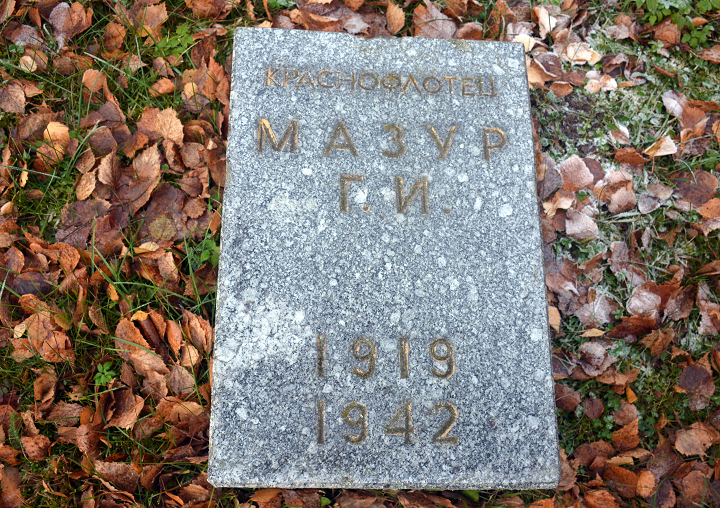 КРАСНОФЛОТЕЦ
МАЗУР
Г. И.
1919
1942